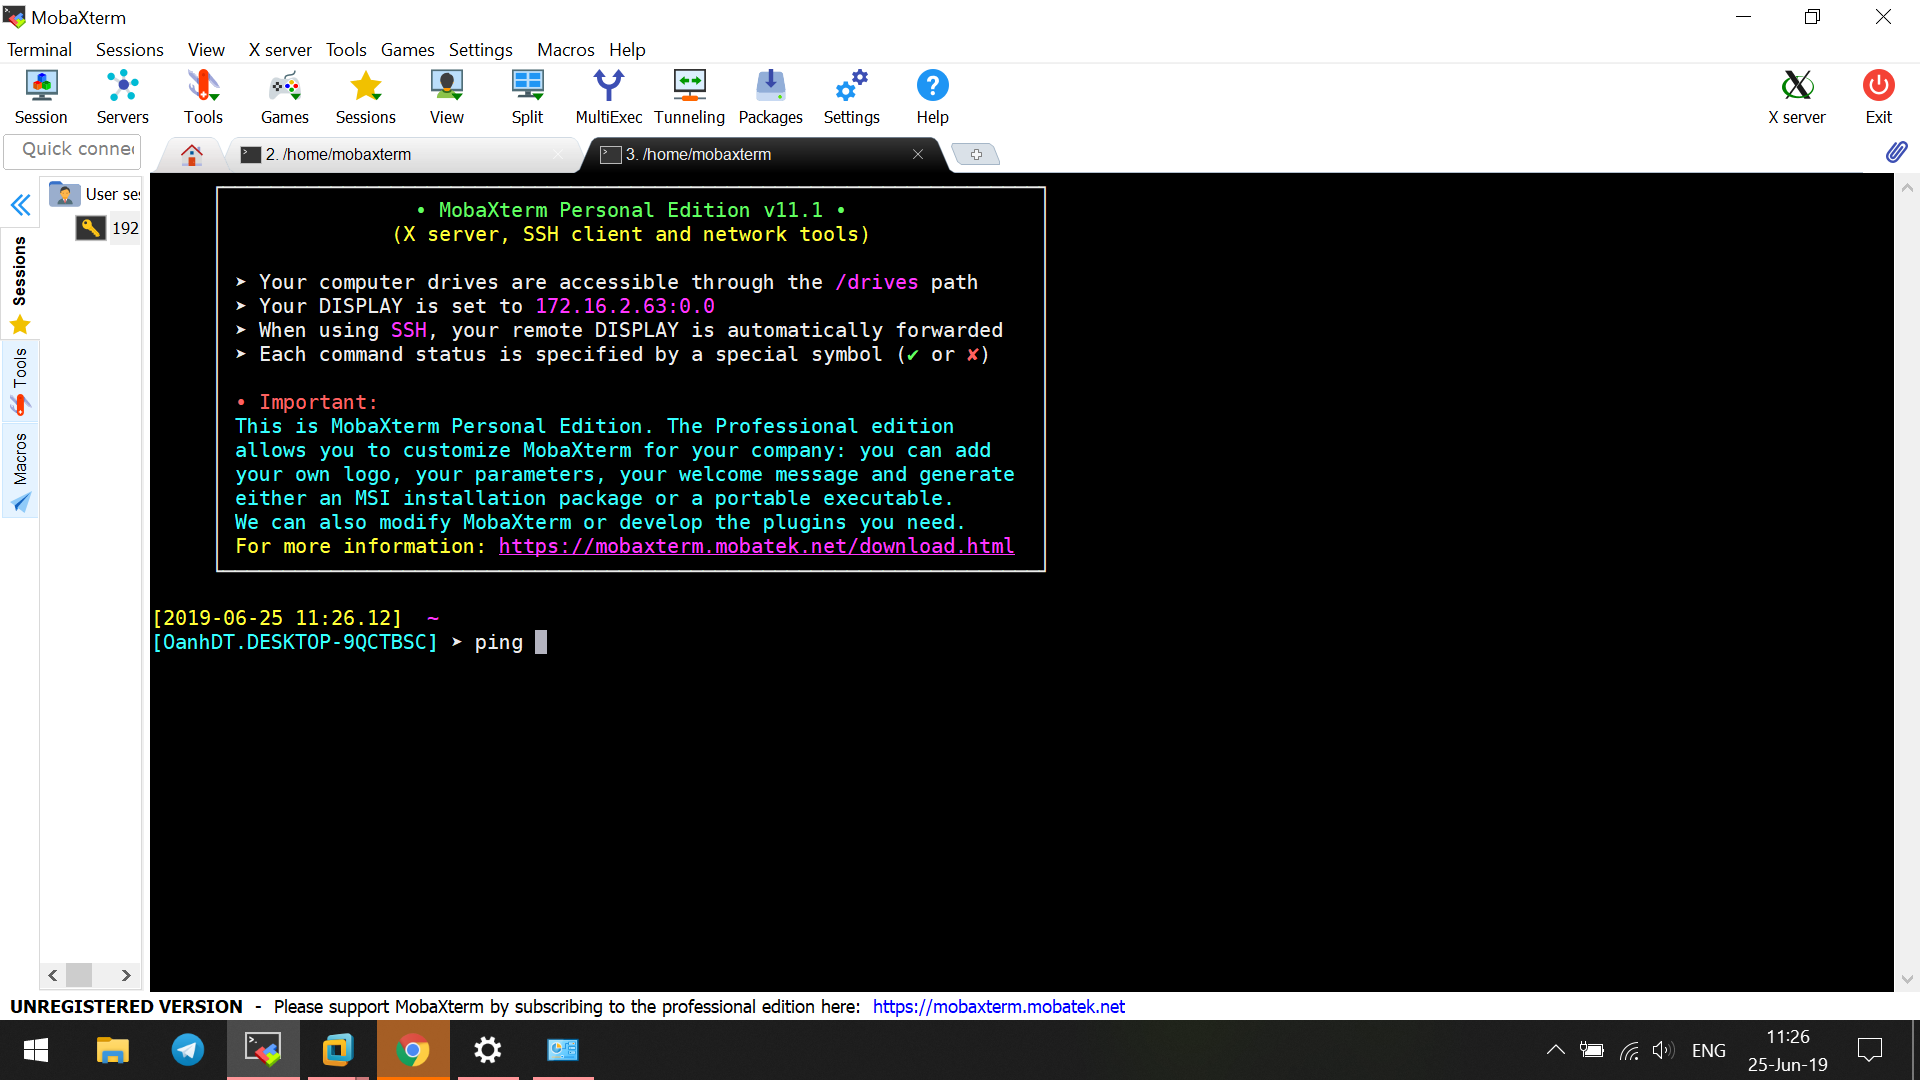 MobaXterm
Terminal Sessions View X server Tools Games Settings Macros Help
Session Servers Tools Games Sessions View Split MultiExec Tunneling Packages Settings Help X server Exit
Quick connec
2. /home/mobaxterm
3. /home/mobaxterm
User se
192
Sessions
Tools
Macros
• MobaXterm Personal Edition v11.1 •
(X server, SSH client and network tools)
➤ Your computer drives are accessible through the /drives path
➤ Your DISPLAY is set to 172.16.2.63:0.0
➤ When using SSH, your remote DISPLAY is automatically forwarded
➤ Each command status is specified by a special symbol (✔ or ✘)
• Important:
This is MobaXterm Personal Edition. The Professional edition
allows you to customize MobaXterm for your company: you can add
your own logo, your parameters, your welcome message and generate
either an MSI installation package or a portable executable.
We can also modify MobaXterm or develop the plugins you need.
For more information: https://mobaxterm.mobatek.net/download.html
[2019-06-25 11:26.12] ~
[OanhDT.DESKTOP-9QCTBSC] ➤ ping
UNREGISTERED VERSION - Please support MobaXterm by subscribing to the professional edition here: https://mobaxterm.mobatek.net
ENG
11:26
25-Jun-19